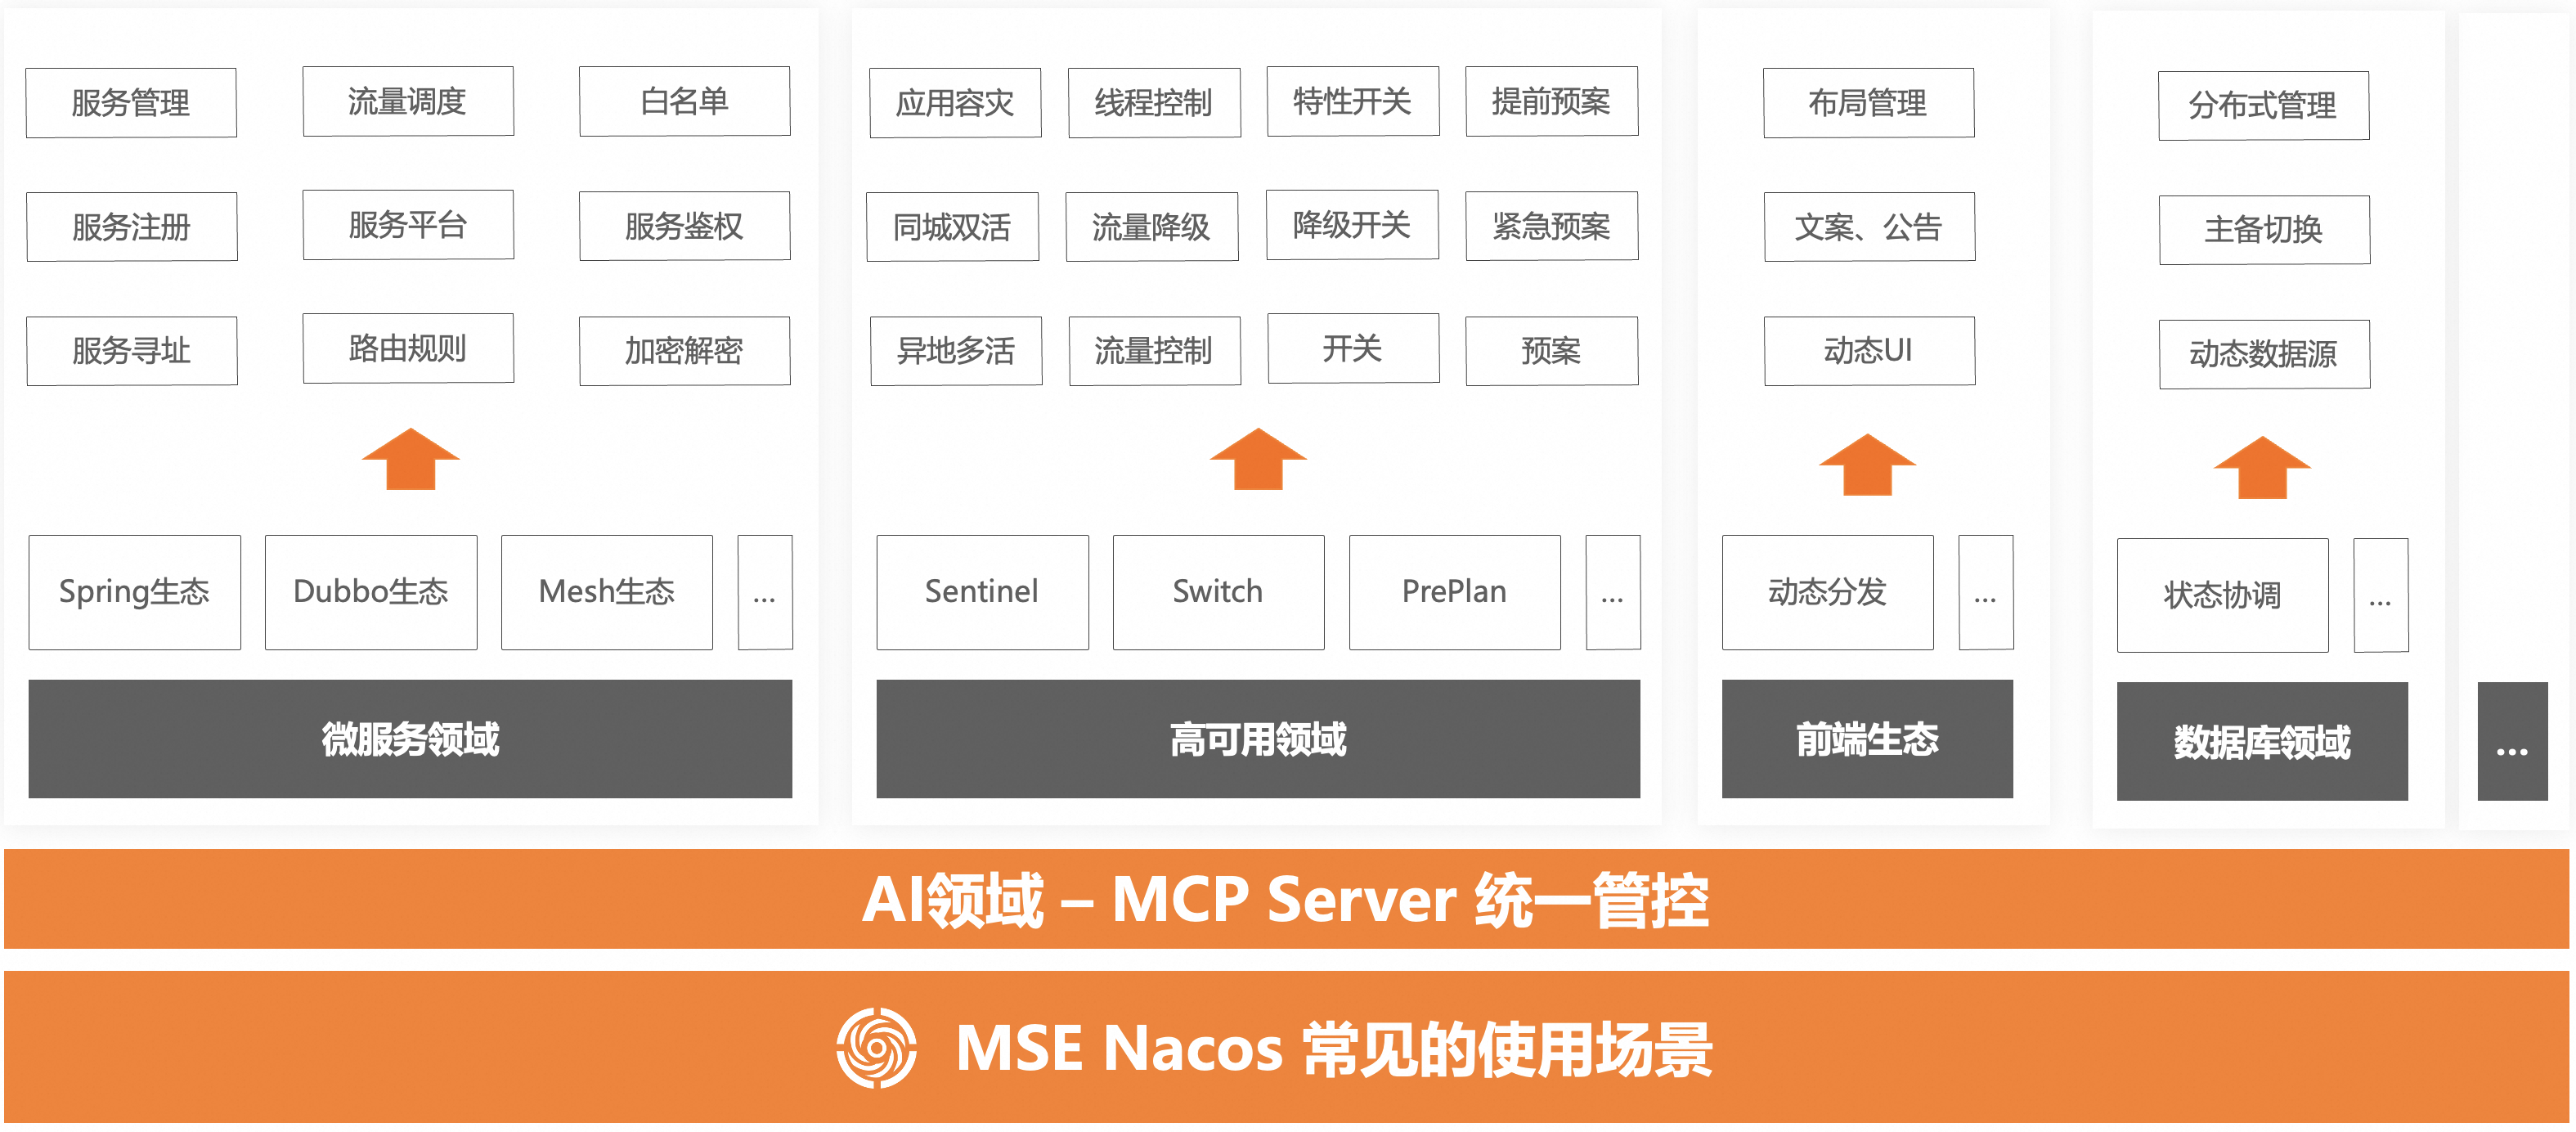 服务管理
流量调度
白名单
服务注册
服务平台
服务鉴权
服务寻址
路由规则
加密解密
Spring生态
Dubbo生态
Mesh生态
...
微服务领域
应用容灾
线程控制
特性开关
提前预案
同城双活
流量降级
降级开关
紧急预案
异地多活
流量控制
开关
预案
Sentinel
Switch
PrePlan
...
高可用领域
布局管理
文案、公告
动态UI
动态分发
...
前端生态
分布式管理
主备切换
动态数据源
状态协调
...
数据库领域
...
AI领域 – MCP Server 统一管控
MSE Nacos 常见的使用场景